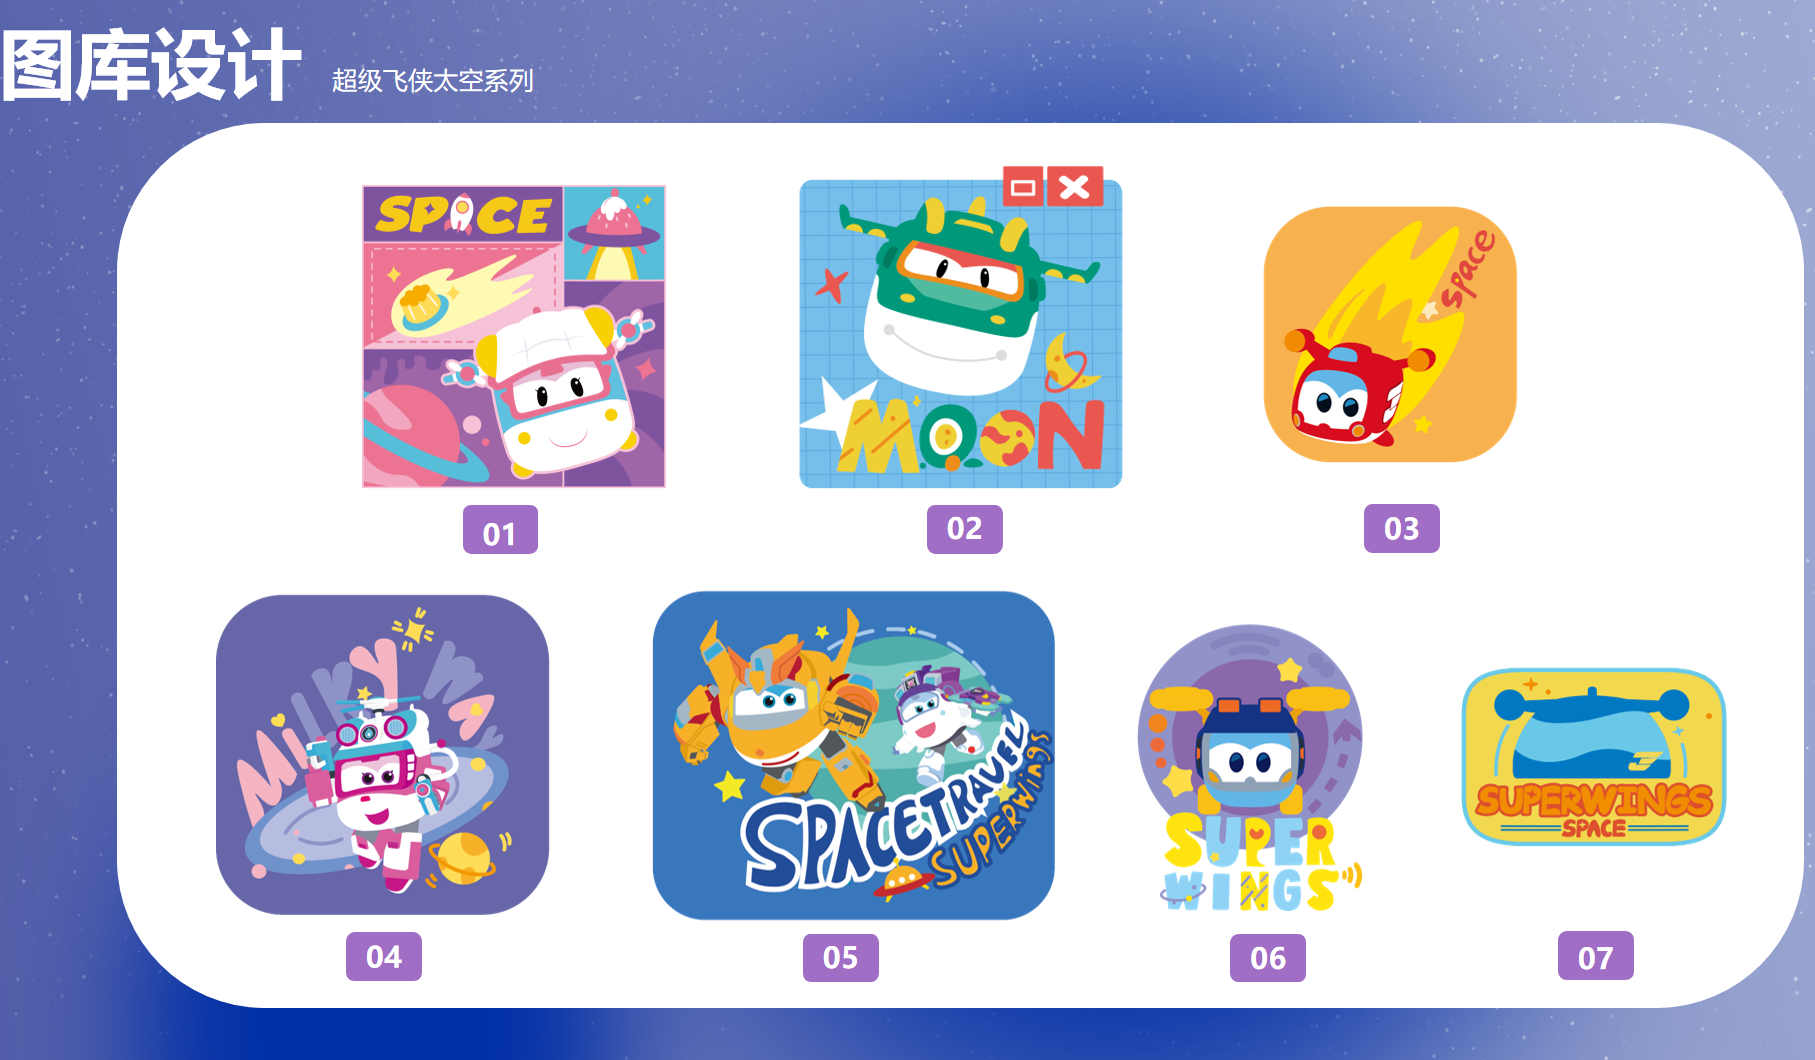 图库设计
超级飞侠太空系列
SPACE
MOON
space
01
02
03
MILKY WAY
SPACETRAVEL
SUPERWINGS
SUPER
WINGS
SUPERWINGS
SPACE
04
05
06
07